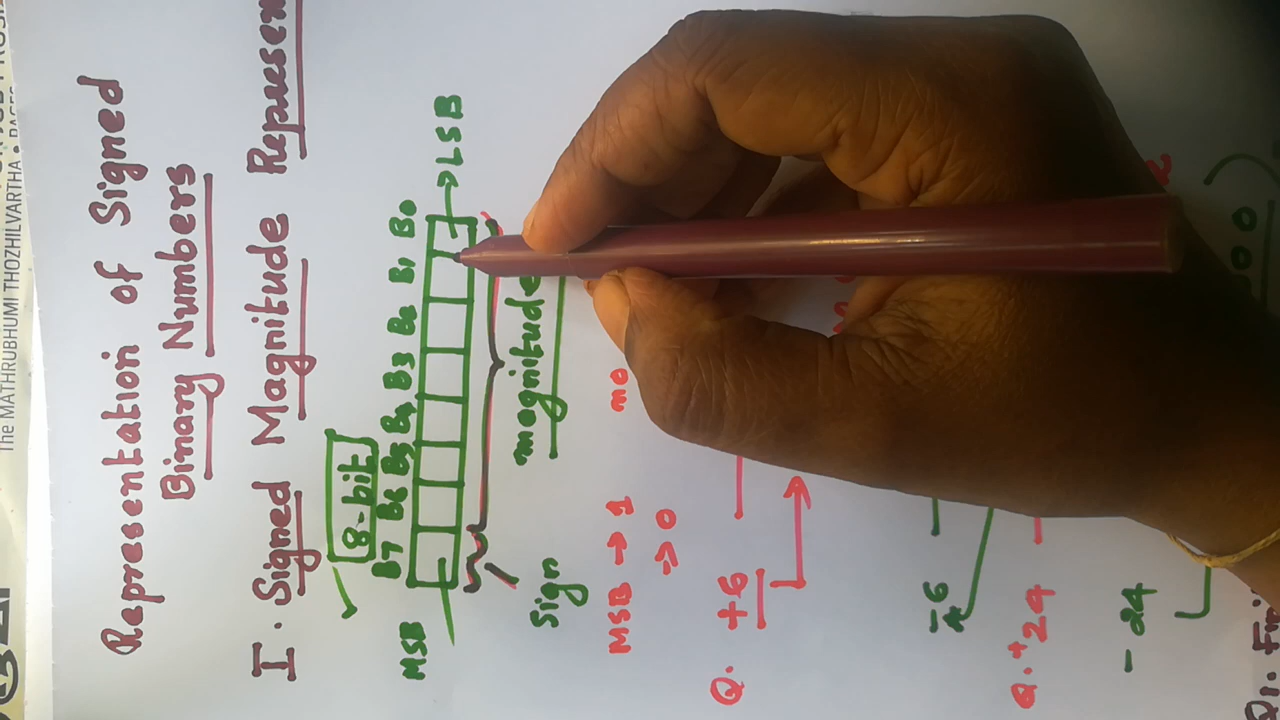 The MATHRUBHUMI THOZHILVARTHA •
Representation of Signed
Binary Numbers
I. Signed Magnitude
8-bit
B7 B6 B5 B4 B3 B2 B1 B0
MSB → LSB
Sign magnitude
MSB → 1
→ 0
Q. +6
-6
Q. +24
- 24